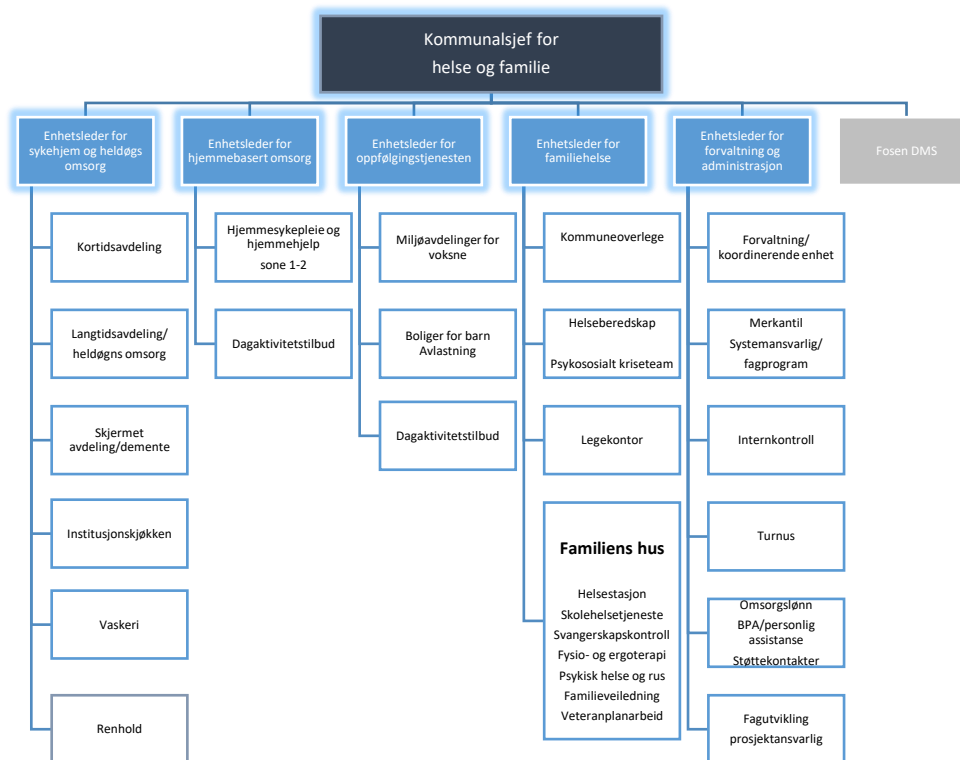 Kommunalsjef for
helse og familie
Enhetsleder for
sykehjem og heldøgs
omsorg
Enhetsleder for
hjemmebasert omsorg
Enhetsleder for
oppfølgingstjenesten
Enhetsleder for
familiehelse
Enhetsleder for
forvaltning og
administrasjon
Fosen DMS
Kortidsavdeling
Langtidsavdeling/
heldøgns omsorg
Skjermet
avdeling/demente
Institusjonskjøkken
Vaskeri
Renhold
Hjemmesykepleie og
hjemmehjelp
sone 1-2
Dagaktivitetstilbud
Miljøavdelinger for
voksne
Boliger for barn
Avlastning
Dagaktivitetstilbud
Kommuneoverlege
Helseberedskap
Psykososialt kriseteam
Legekontor
Familiens hus
Helsestasjon
Skolehelsetjeneste
Svangerskapskontroll
Fysio- og ergoterapi
Psykisk helse og rus
Familieveiledning
Veteranplanarbeid
Forvaltning/
koordinerende enhet
Merkantil
Systemansvarlig/
fagprogram
Internkontroll
Turnus
Omsorgslønn
BPA/personlig
assistanse
Støttekontakter
Fagutvikling
prosjektansvarlig